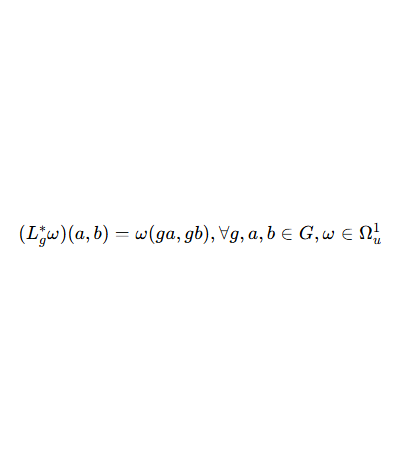 (L_g^*ω)(a, b) = ω(ga, gb), ∀g, a, b ∈ G, ω ∈ Ω_u^1